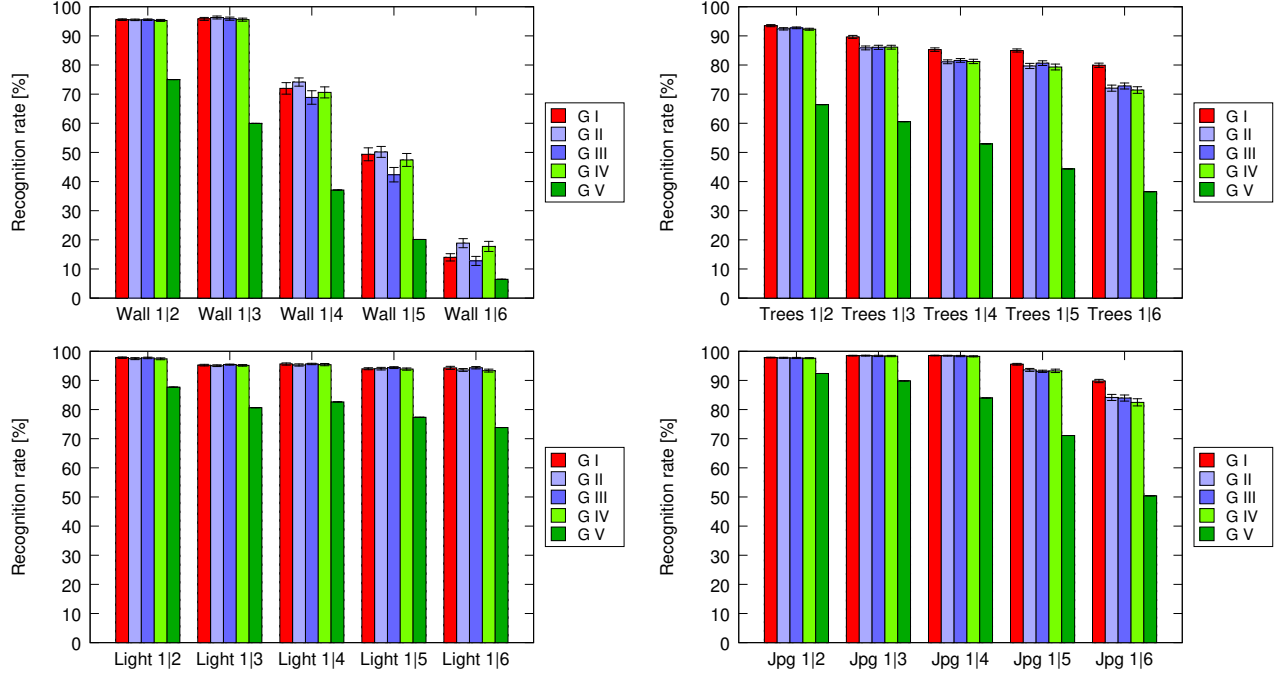 Recognition rate [%]
100
90
80
70
60
50
40
30
20
10
0
Wall 1|2 Wall 1|3 Wall 1|4 Wall 1|5 Wall 1|6
G I
G II
G III
G IV
G V
Recognition rate [%]
100
90
80
70
60
50
40
30
20
10
0
Trees 1|2 Trees 1|3 Trees 1|4 Trees 1|5 Trees 1|6
G I
G II
G III
G IV
G V
Recognition rate [%]
100
90
80
70
60
50
40
30
20
10
0
Light 1|2 Light 1|3 Light 1|4 Light 1|5 Light 1|6
G I
G II
G III
G IV
G V
Recognition rate [%]
100
90
80
70
60
50
40
30
20
10
0
Jpg 1|2 Jpg 1|3 Jpg 1|4 Jpg 1|5 Jpg 1|6
G I
G II
G III
G IV
G V